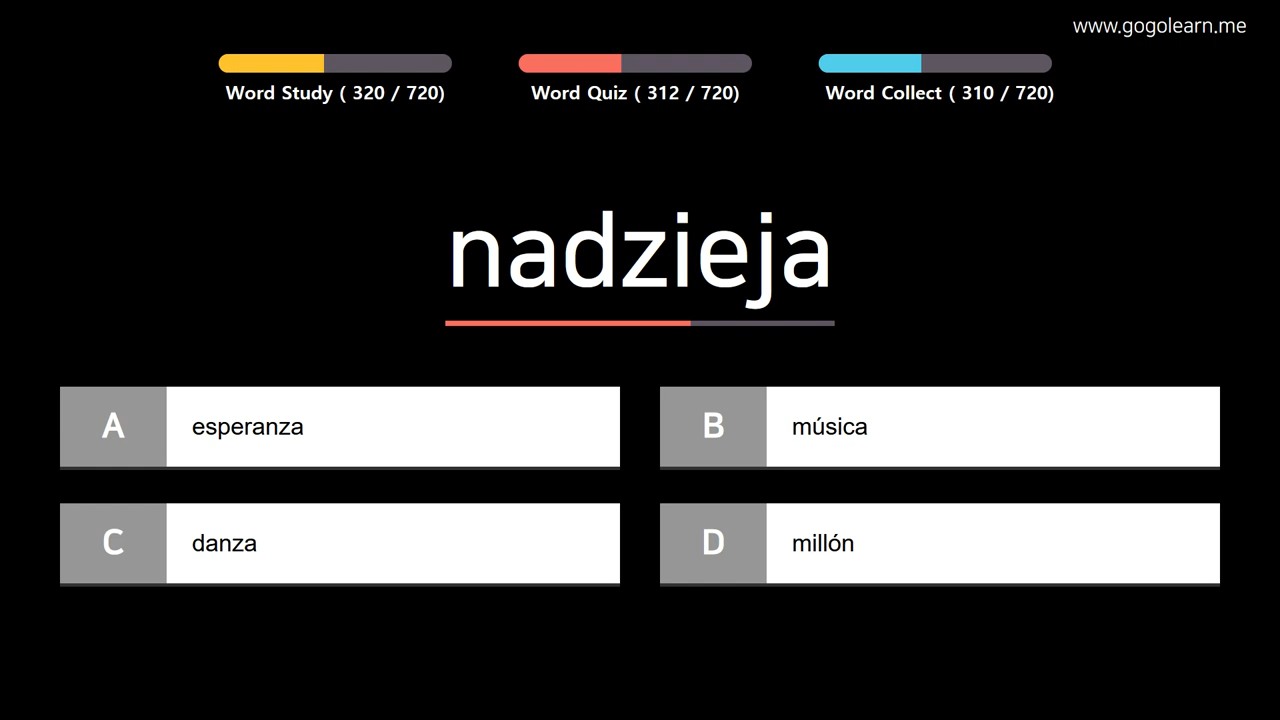 www.gogolearn.me
Word Study ( 320 / 720)
Word Quiz ( 312 / 720)
Word Collect ( 310 / 720)
nadzieja
A
esperanza
B
música
C
danza
D
millón